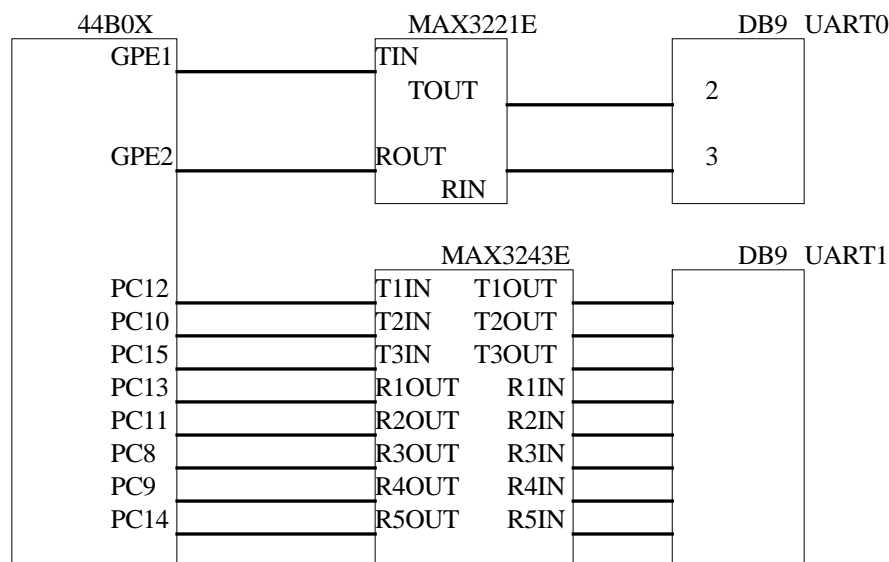 44B0X MAX3221E DB9 UART0
GPE1 TIN
TOUT 2
GPE2 ROUT 3
RIN
MAX3243E DB9 UART1
PC12 T1IN T1OUT
PC10 T2IN T2OUT
PC15 T3IN T3OUT
PC13 R1OUT R1IN
PC11 R2OUT R2IN
PC8 R3OUT R3IN
PC9 R4OUT R4IN
PC14 R5OUT R5IN